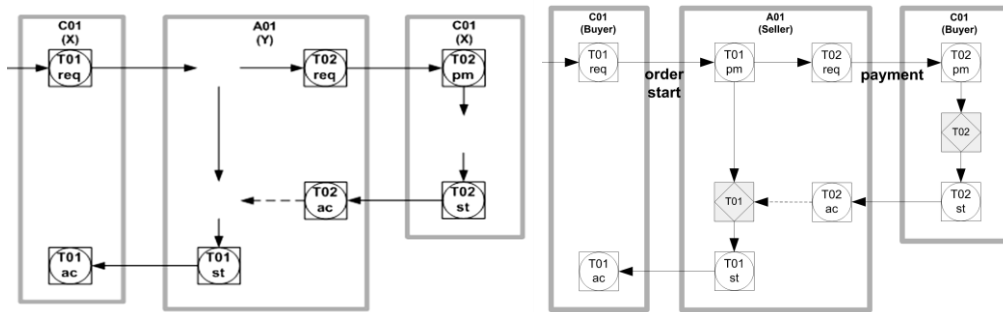 C01
(X)
A01
(Y)
C01
(X)
T01
req
T02
req
T02
pm
T02
ac
T02
st
T01
ac
T01
st
C01
(Buyer)
A01
(Seller)
C01
(Buyer)
T01
req
order
start
T01
pm
T02
req
payment
T02
pm
T02
T01
T02
ac
T02
st
T01
ac
T01
st